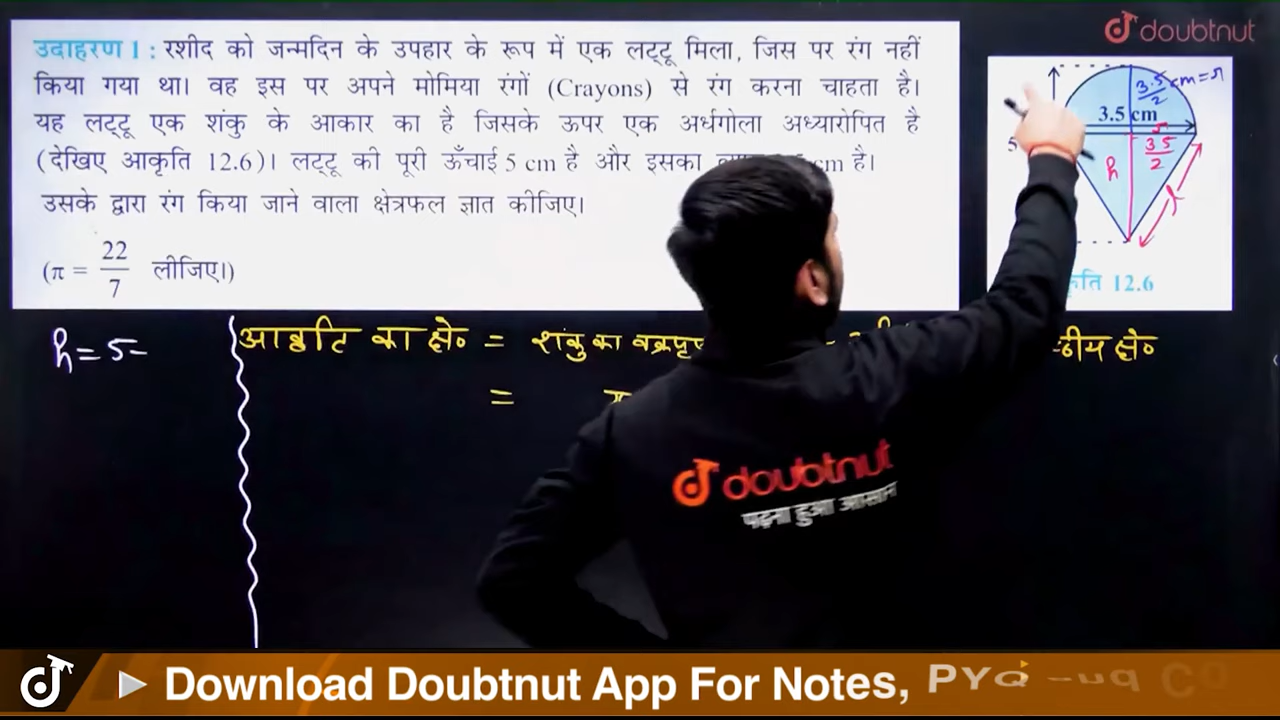 doubtnut
उदाहरण 1 : रशीद को जन्मदिन के उपहार के रूप में एक लट्टू मिला, जिस पर रंग नहीं
किया गया था। वह इस पर अपने मोमिया रंगों (Crayons) से रंग करना चाहता है।
यह लट्टू एक शंकु के आकार का है जिसके ऊपर एक अर्धगोला अध्यारोपित है
(देखिए आकृति 12.6)। लट्टू की पूरी ऊँचाई 5 cm है और इसका cm है।
उसके द्वारा रंग किया जाने वाला क्षेत्रफल ज्ञात कीजिए।
(π = 22/7 लीजिए।)
3.5/2 cm = r
3.5 cm
5
3.5/2
h
l
12.6
h = 5 -
आकृति का क्षे० = शंकु का वक्रपृष्
=
doubtnut
पढ़ना हुआ आसान
Download Doubtnut App For Notes, PYQ